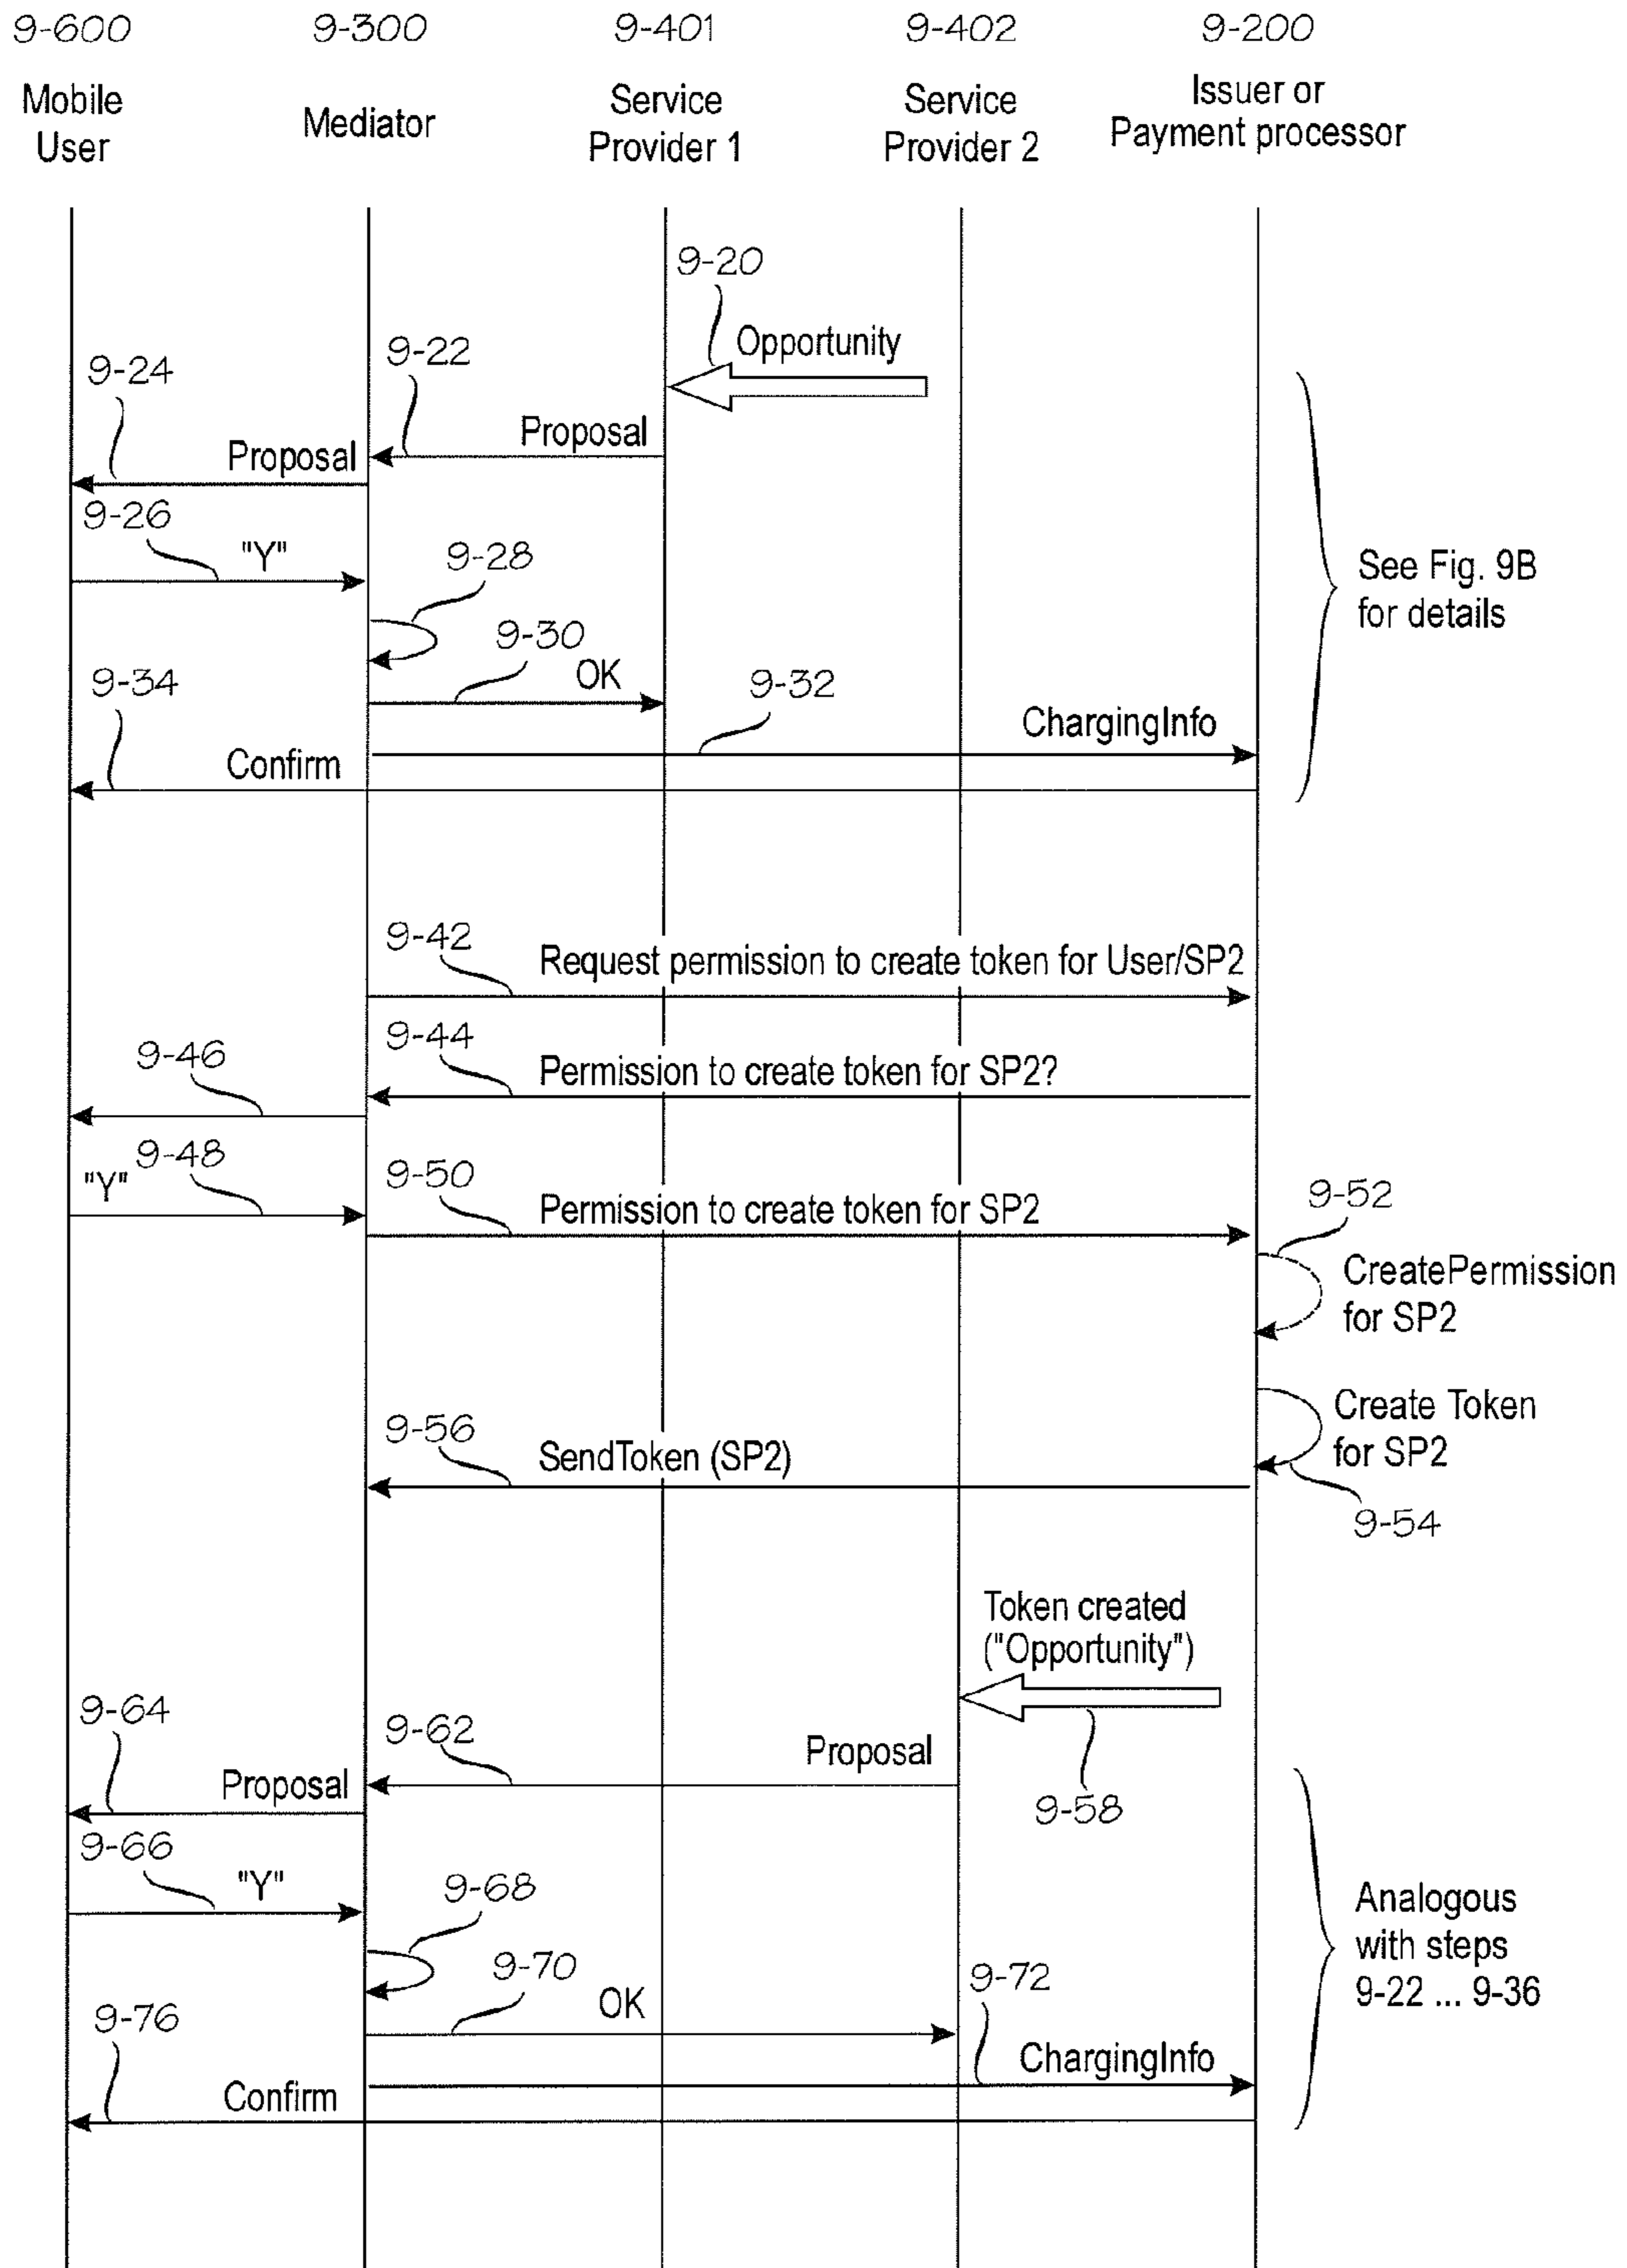 9-600
9-300
9-401
9-402
9-200
Mobile
User
Mediator
Service
Provider 1
Service
Provider 2
Issuer or
Payment processor
9-20
Opportunity
9-22
Proposal
9-24
Proposal
9-26
"Y"
9-28
9-30
OK
9-32
ChargingInfo
9-34
Confirm
See Fig. 9B
for details
9-42
Request permission to create token for User/SP2
9-44
Permission to create token for SP2?
9-46
9-48
"Y"
9-50
Permission to create token for SP2
9-52
CreatePermission
for SP2
Create Token
for SP2
9-54
9-56
SendToken (SP2)
Token created
("Opportunity")
9-58
9-62
Proposal
9-64
Proposal
9-66
"Y"
9-68
9-70
OK
9-72
ChargingInfo
9-76
Confirm
Analogous
with steps
9-22 ... 9-36